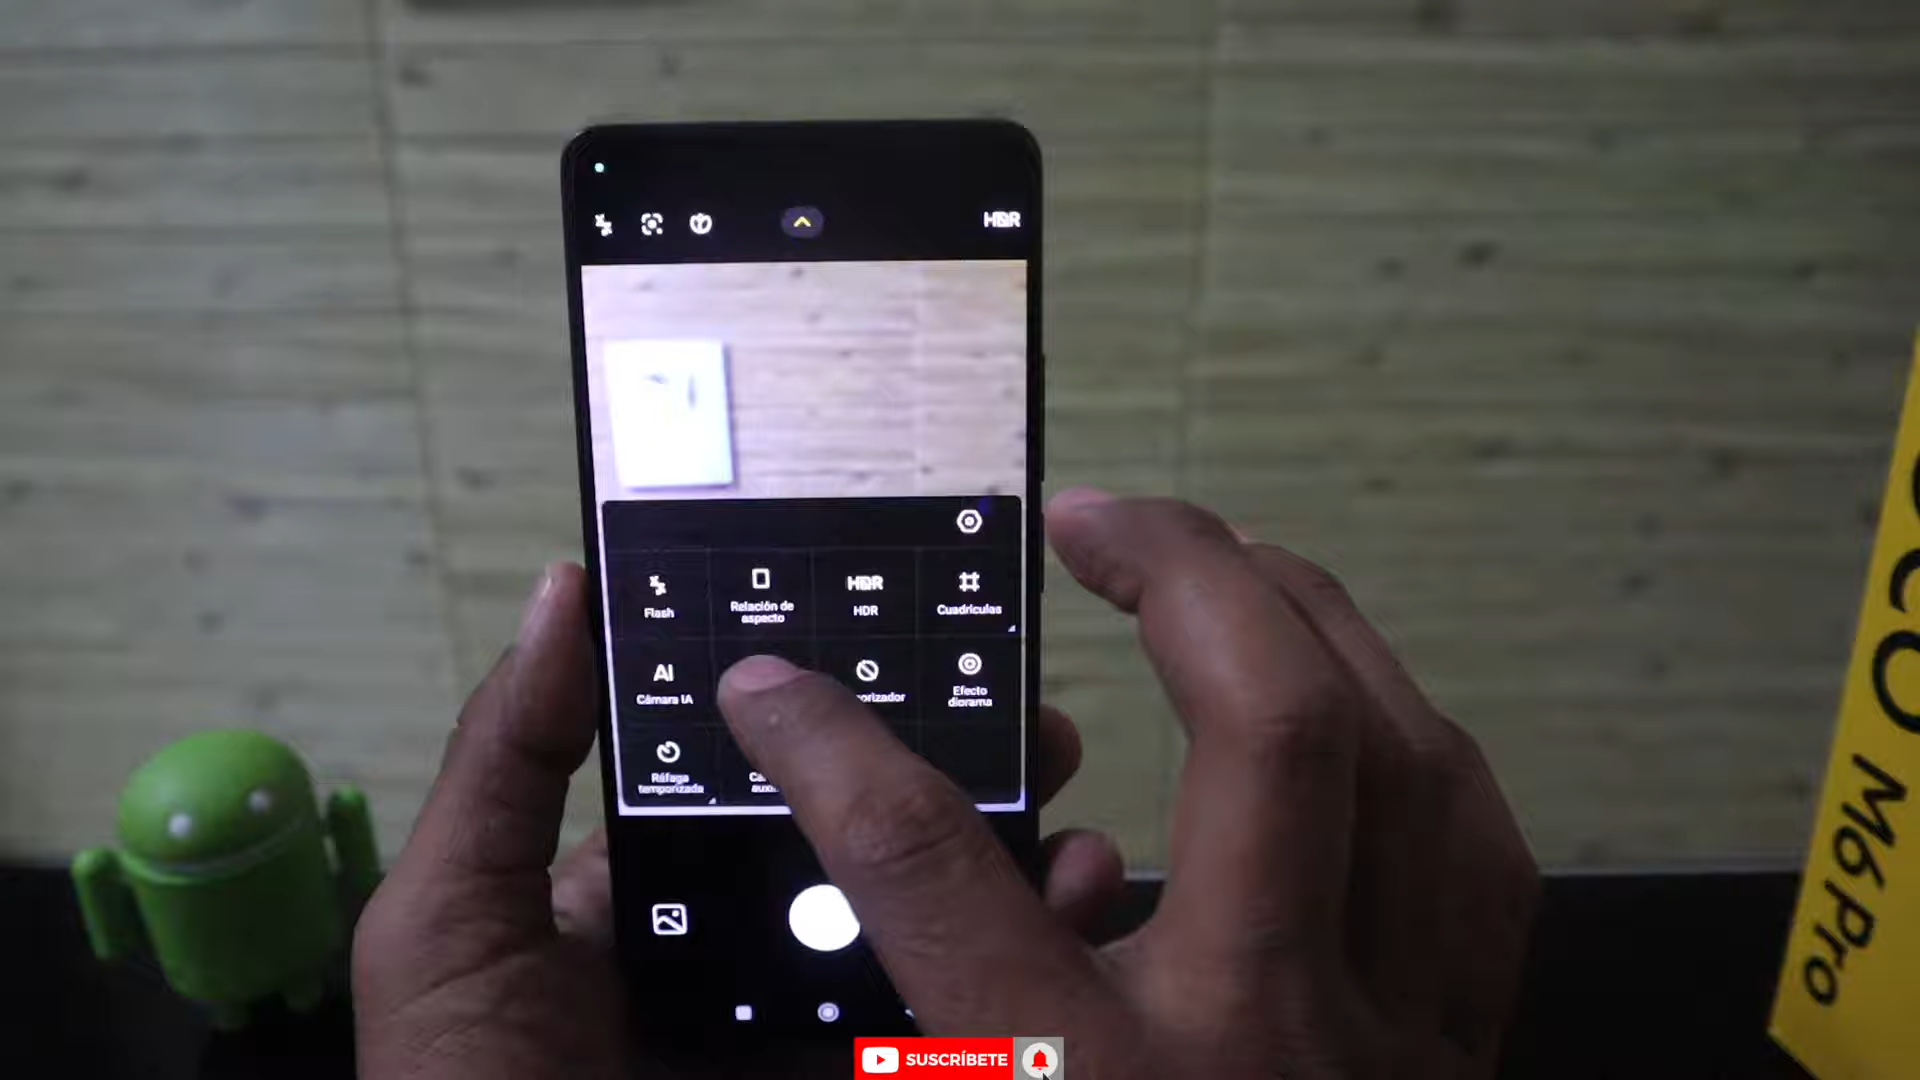 HDR
Flash
Relación de
aspecto
HDR
HDR
Cuadrículas
AI
Cámara IA
Efecto
diorama
Ráfaga
temporizada
M6 Pro
SUSCRÍBETE